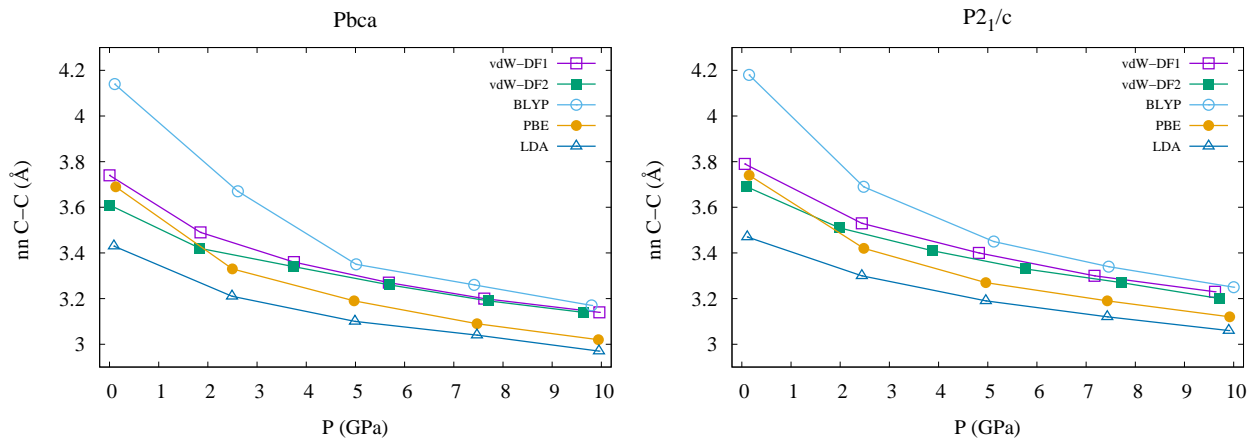 Pbca
nn C−C (Å)
4.2
4
3.8
3.6
3.4
3.2
3
0 1 2 3 4 5 6 7 8 9 10
P (GPa)
vdW−DF1
vdW−DF2
BLYP
PBE
LDA
P2₁/c
nn C−C (Å)
4.2
4
3.8
3.6
3.4
3.2
3
0 1 2 3 4 5 6 7 8 9 10
P (GPa)
vdW−DF1
vdW−DF2
BLYP
PBE
LDA